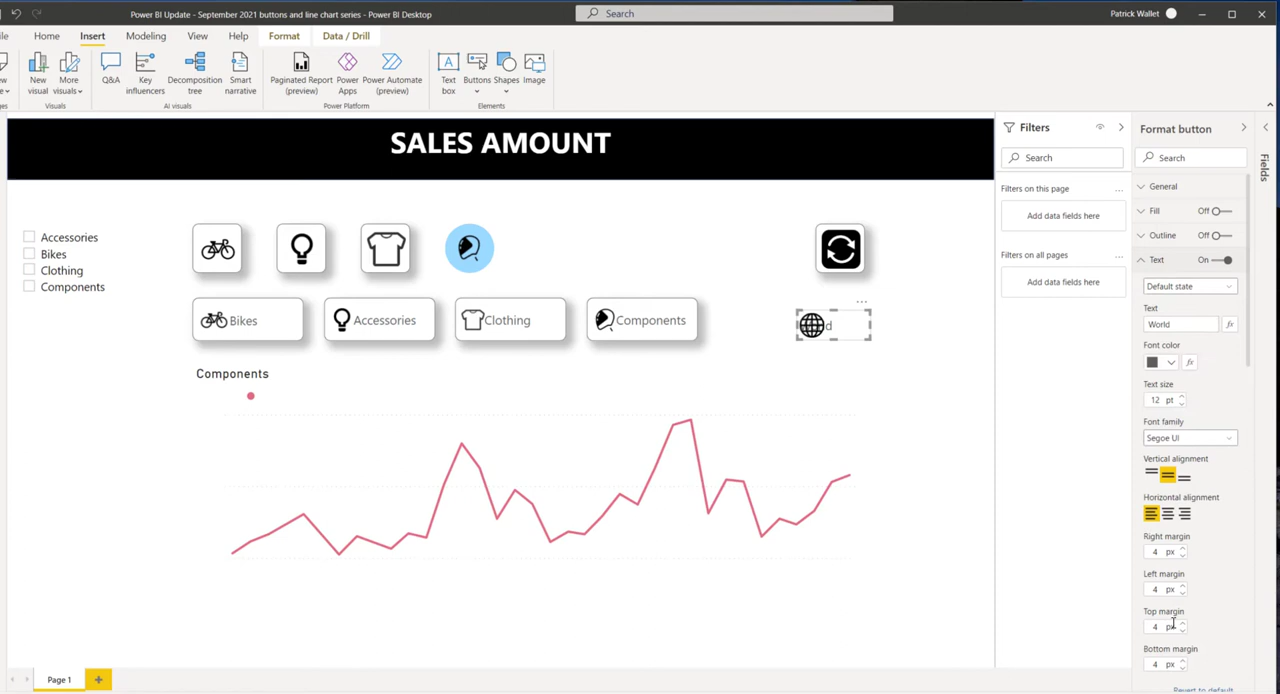 Power BI Update - September 2021 buttons and line chart series - Power BI Desktop
Search
Patrick Wallet
Home
Insert
Modeling
View
Help
Format
Data / Drill
New visual
More visuals
Q&A
Key influencers
Decomposition tree
Smart narrative
Paginated Report (preview)
Power Apps
Power Automate (preview)
Text box
Buttons
Shapes
Image
Visuals
AI visuals
Power Platform
Elements
SALES AMOUNT
Accessories
Bikes
Clothing
Components
Bikes
Accessories
Clothing
Components
d
Components
Filters
Search
Filters on this page
Add data fields here
Filters on all pages
Add data fields here
Format button
Search
General
Fill
Off
Outline
Off
Text
On
Default state
Text
World
fx
Font color
fx
Text size
12 pt
Font family
Segoe UI
Vertical alignment
Horizontal alignment
Right margin
4 px
Left margin
4 px
Top margin
4 px
Bottom margin
4 px
Revert to default
Fields
Page 1